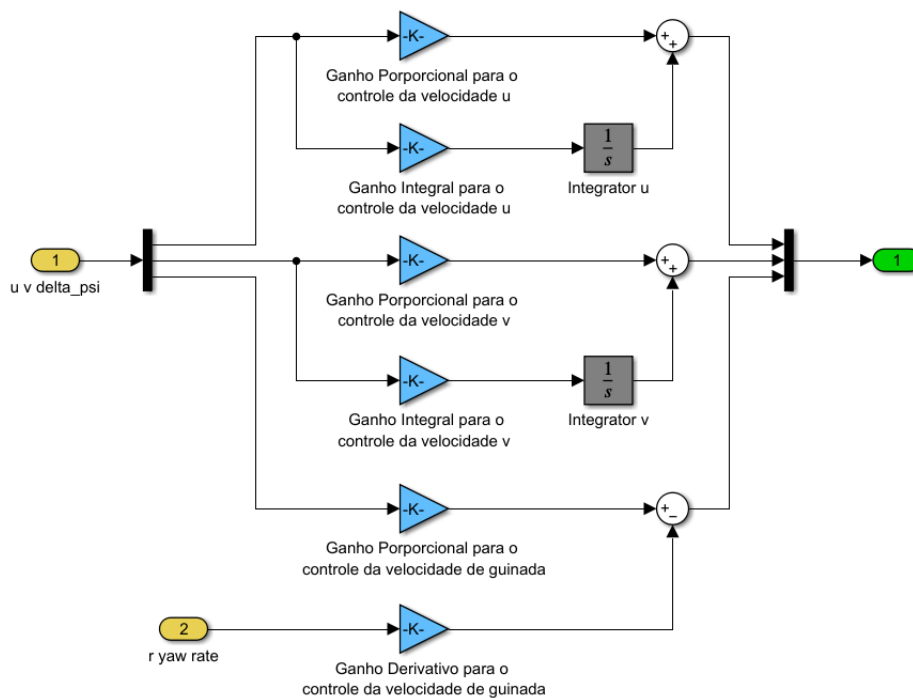 -K-
+
+
Ganho Porporcional para o
controle da velocidade u
-K-
1
s
Ganho Integral para o
controle da velocidade u
Integrator u
1
u v delta_psi
-K-
+
+
1
Ganho Porporcional para o
controle da velocidade v
-K-
1
s
Ganho Integral para o
controle da velocidade v
Integrator v
-K-
+
−
Ganho Porporcional para o
controle da velocidade de guinada
2
r yaw rate
-K-
Ganho Derivativo para o
controle da velocidade de guinada